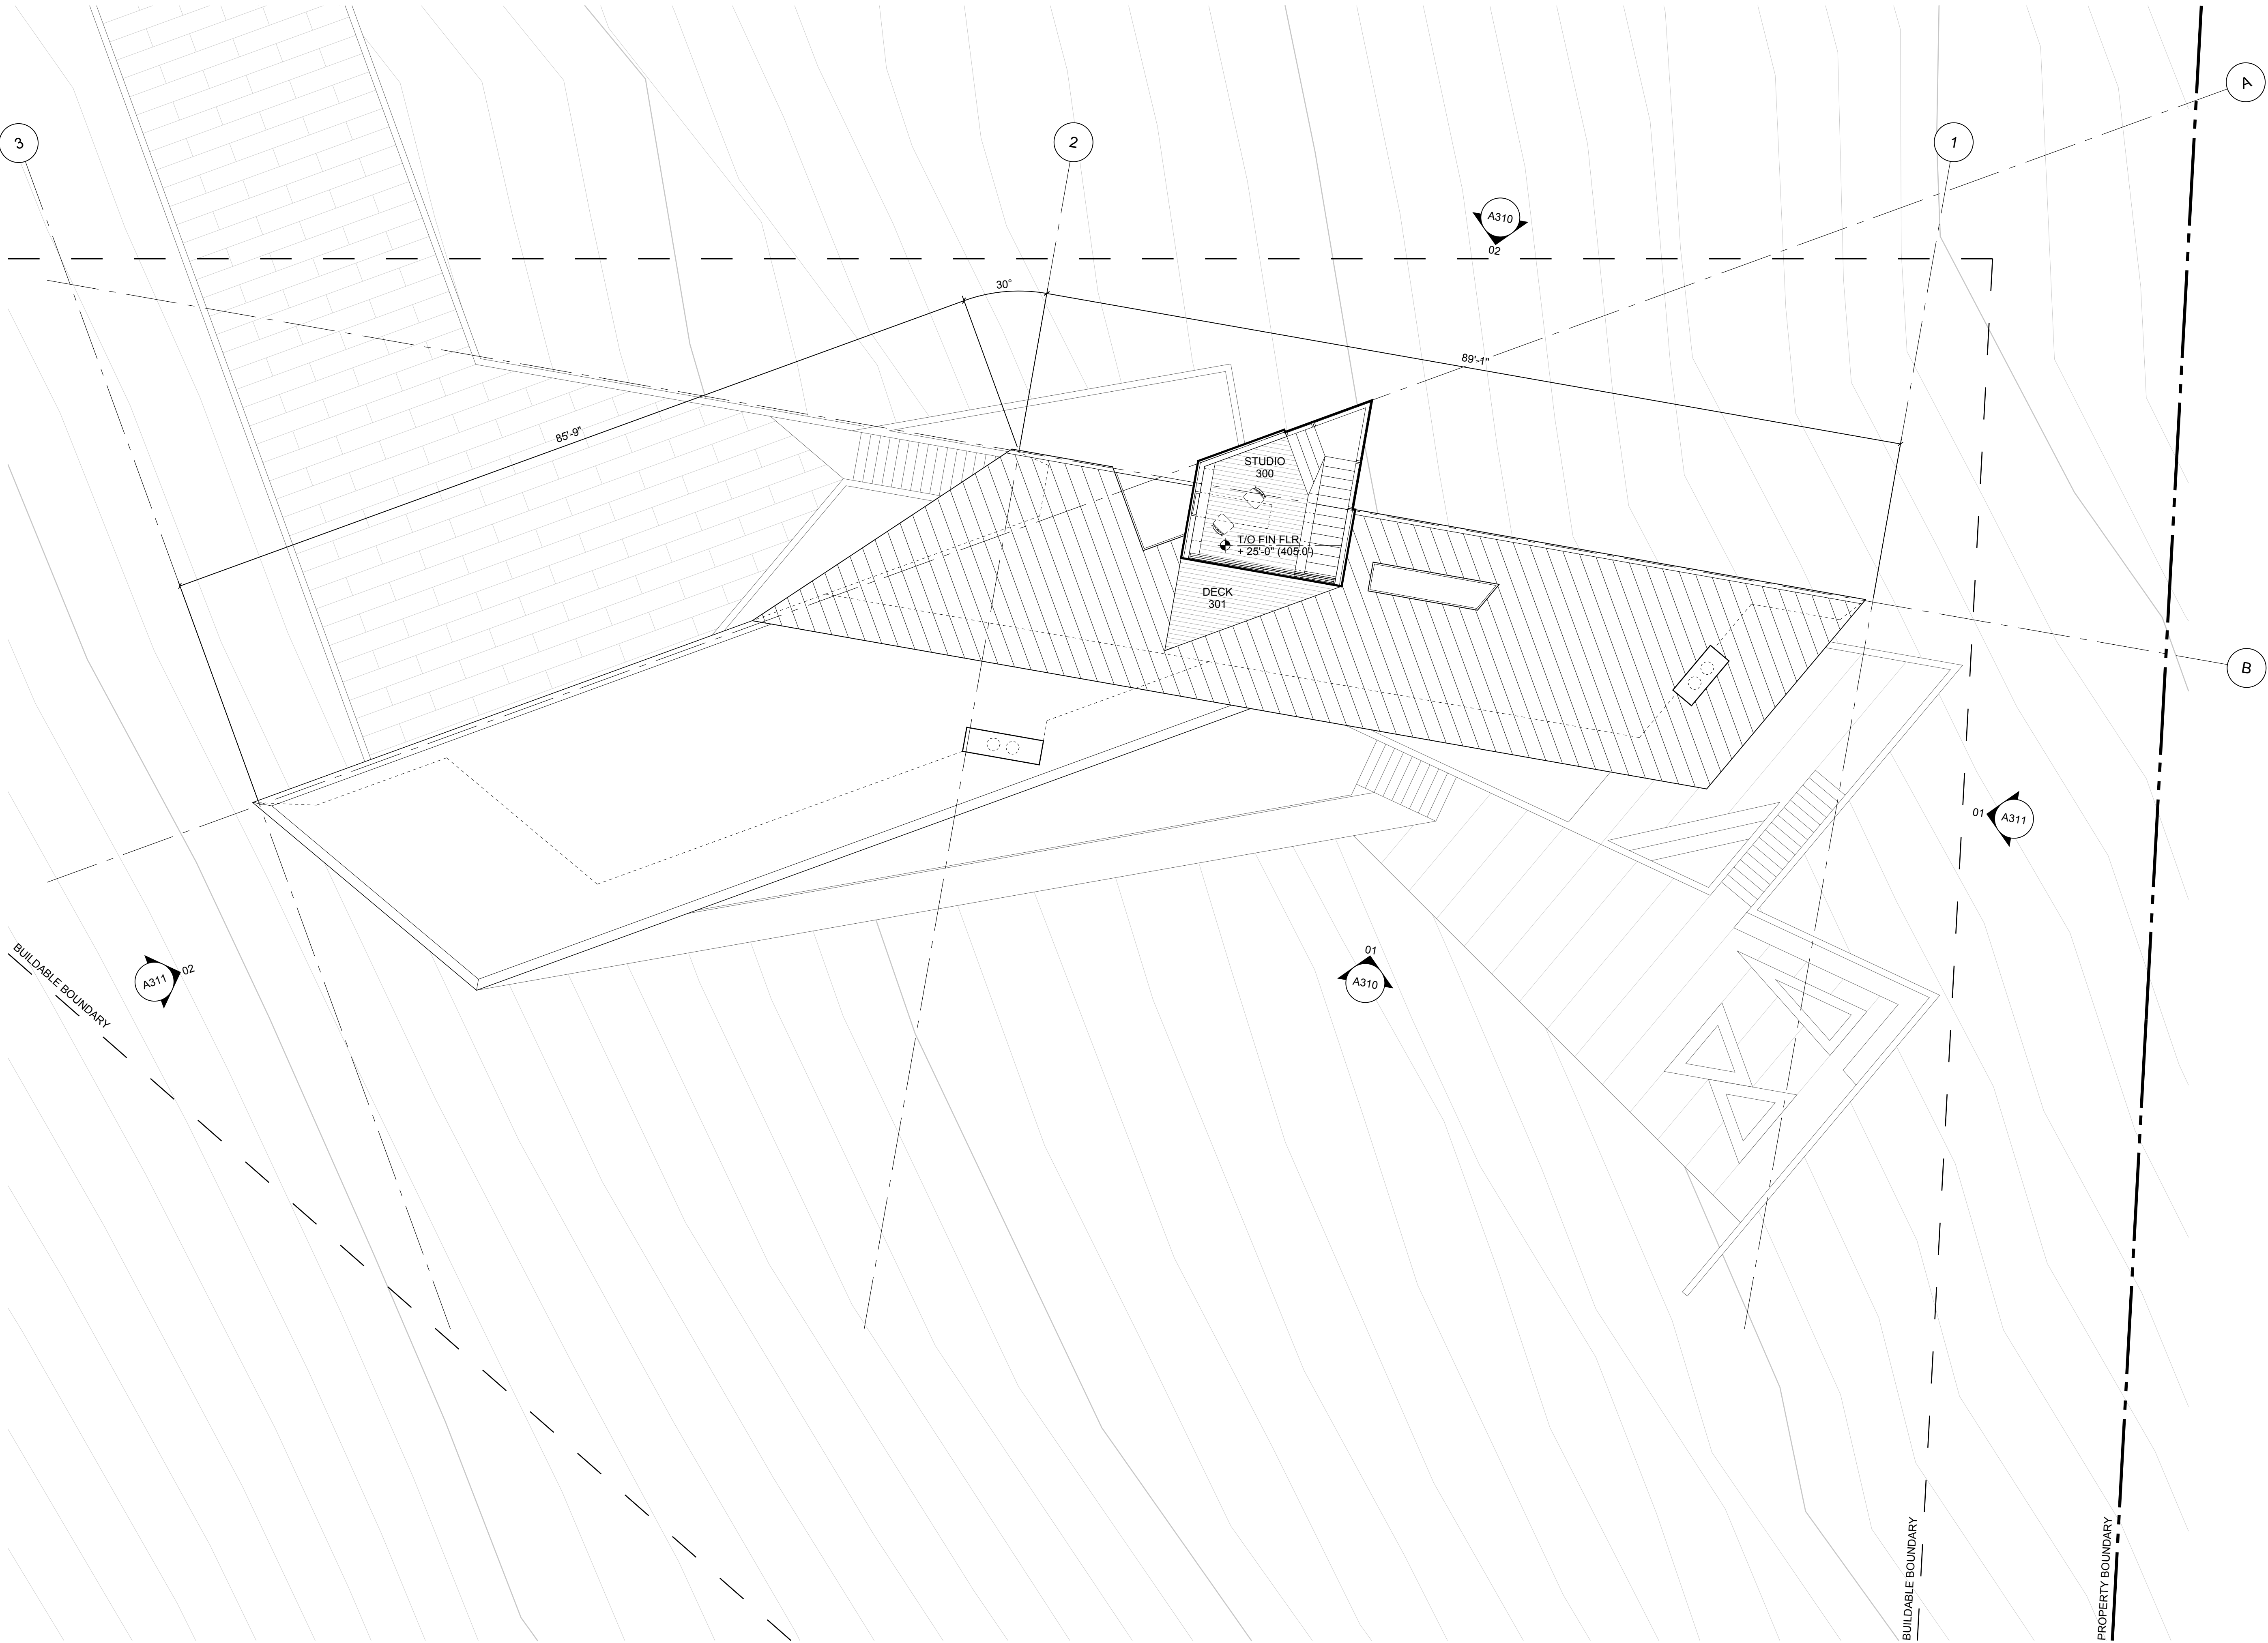 A
3
2
1
A310
02
30°
89'-1"
85'-9"
STUDIO
300
T/O FIN FLR
+ 25'-0" (405.0')
DECK
301
B
01
A311
BUILDABLE BOUNDARY
A311
02
01
A310
BUILDABLE BOUNDARY
PROPERTY BOUNDARY